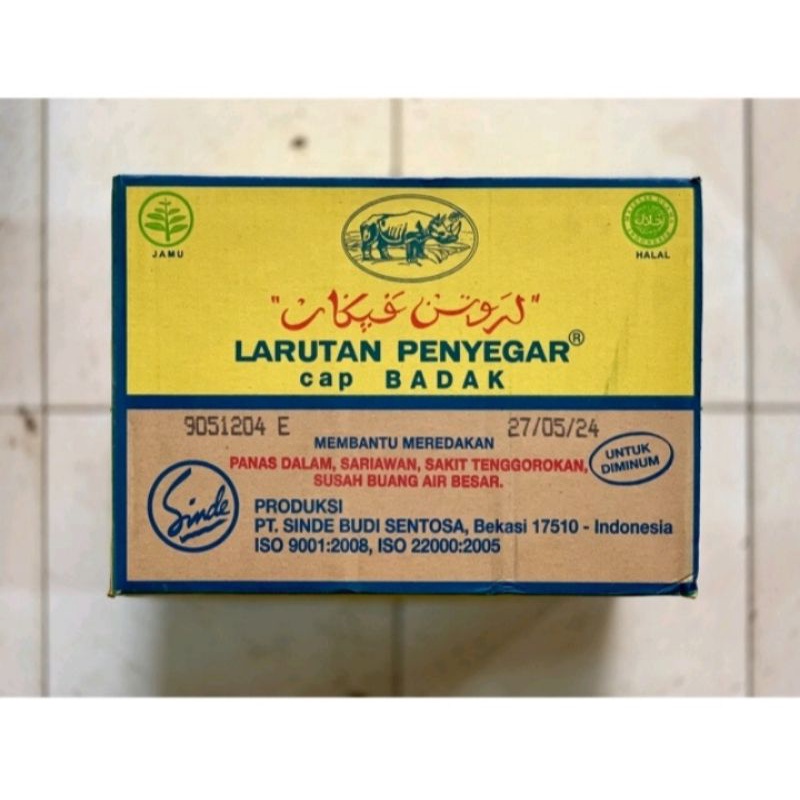 JAMU
HALAL
"لروتن فيݢر"
LARUTAN PENYEGAR®
cap BADAK
9051204 E
27/05/24
MEMBANTU MEREDAKAN
PANAS DALAM, SARIAWAN, SAKIT TENGGOROKAN,
SUSAH BUANG AIR BESAR.
UNTUK
DIMINUM
Sinde
PRODUKSI
PT. SINDE BUDI SENTOSA, Bekasi 17510 - Indonesia
ISO 9001:2008, ISO 22000:2005